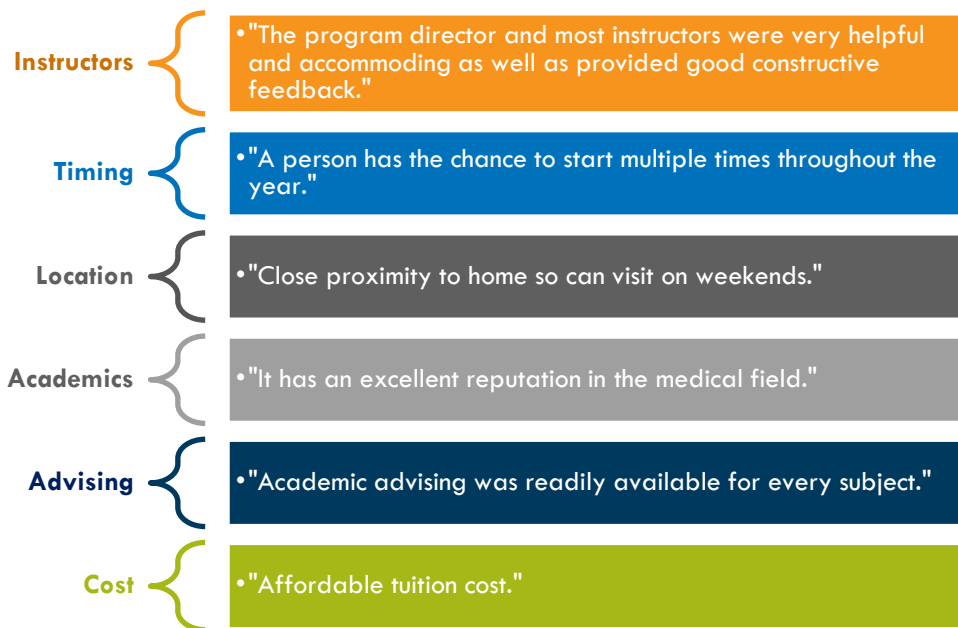 Instructors
•"The program director and most instructors were very helpful
and accommoding as well as provided good constructive
feedback."
Timing
•"A person has the chance to start multiple times throughout the
year."
Location
•"Close proximity to home so can visit on weekends."
Academics
•"It has an excellent reputation in the medical field."
Advising
•"Academic advising was readily available for every subject."
Cost
•"Affordable tuition cost."